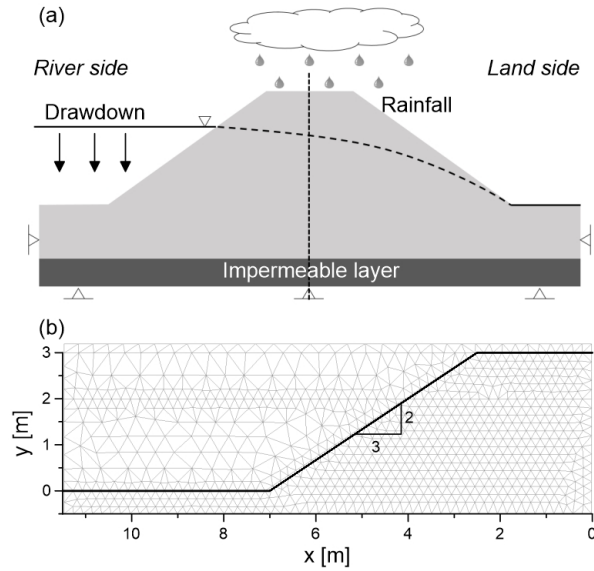 (a)
River side
Land side
Drawdown
Rainfall
Impermeable layer
(b)
3
2
1
0
y [m]
2
3
10
8
6
4
2
0
x [m]